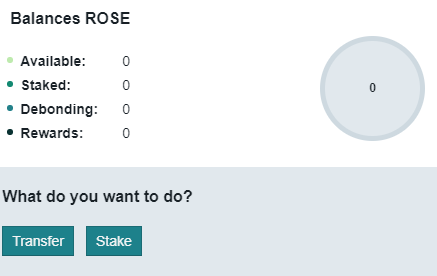 Balances ROSE
Available: 0
Staked: 0
Debonding: 0
Rewards: 0
0
What do you want to do?
Transfer Stake